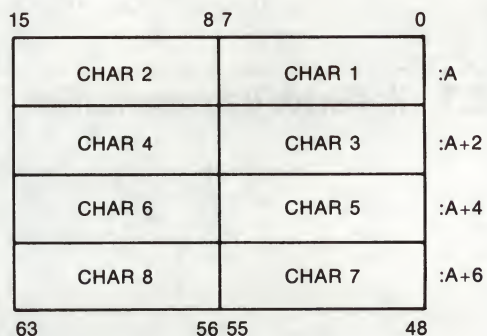 15 8 7 0
CHAR 2 CHAR 1 :A
CHAR 4 CHAR 3 :A+2
CHAR 6 CHAR 5 :A+4
CHAR 8 CHAR 7 :A+6
63 56 55 48